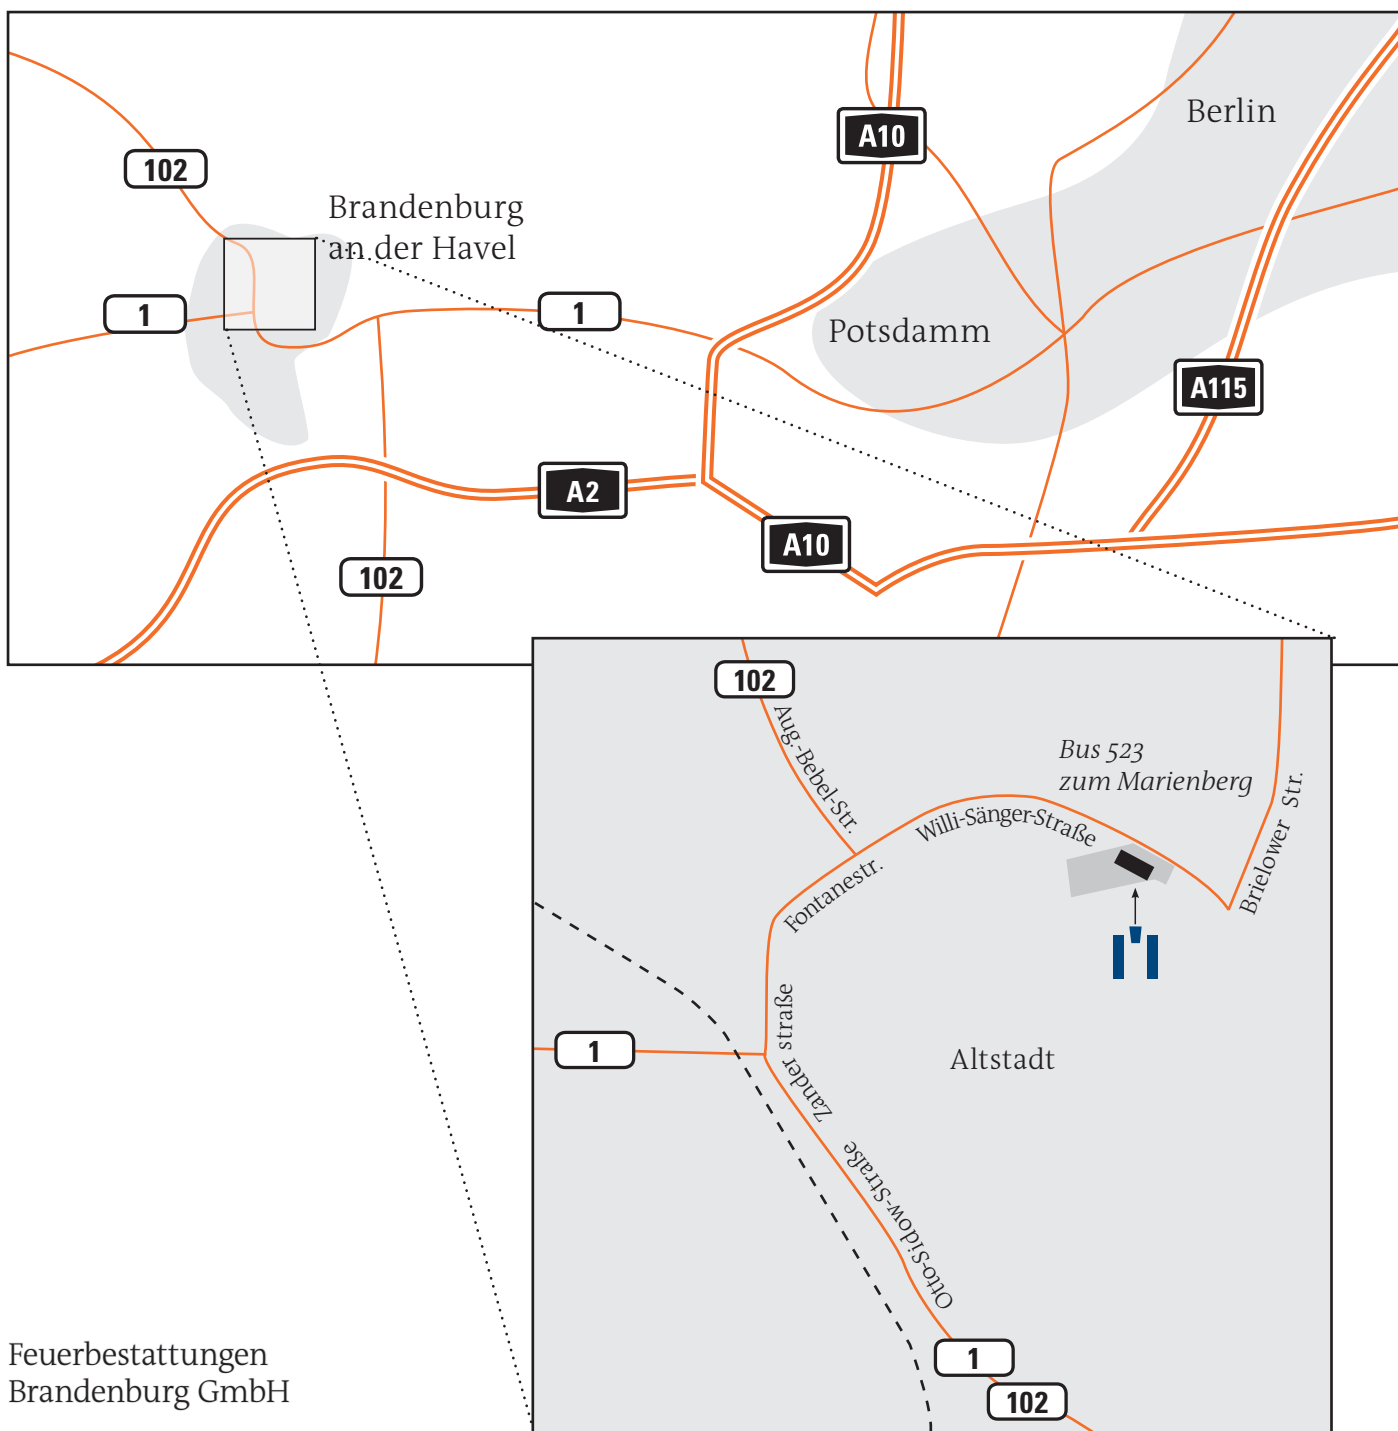 Berlin
A10
102
Brandenburg
an der Havel
1
1
Potsdamm
A115
A2
A10
102
102
Aug.-Bebel-Str.
Bus 523
zum Marienberg
Willi-Sänger-Straße
Brielower Str.
Fontanestr.
Zander straße
1
Altstadt
Otto-Sidow-Straße
1
102
Feuerbestattungen
Brandenburg GmbH